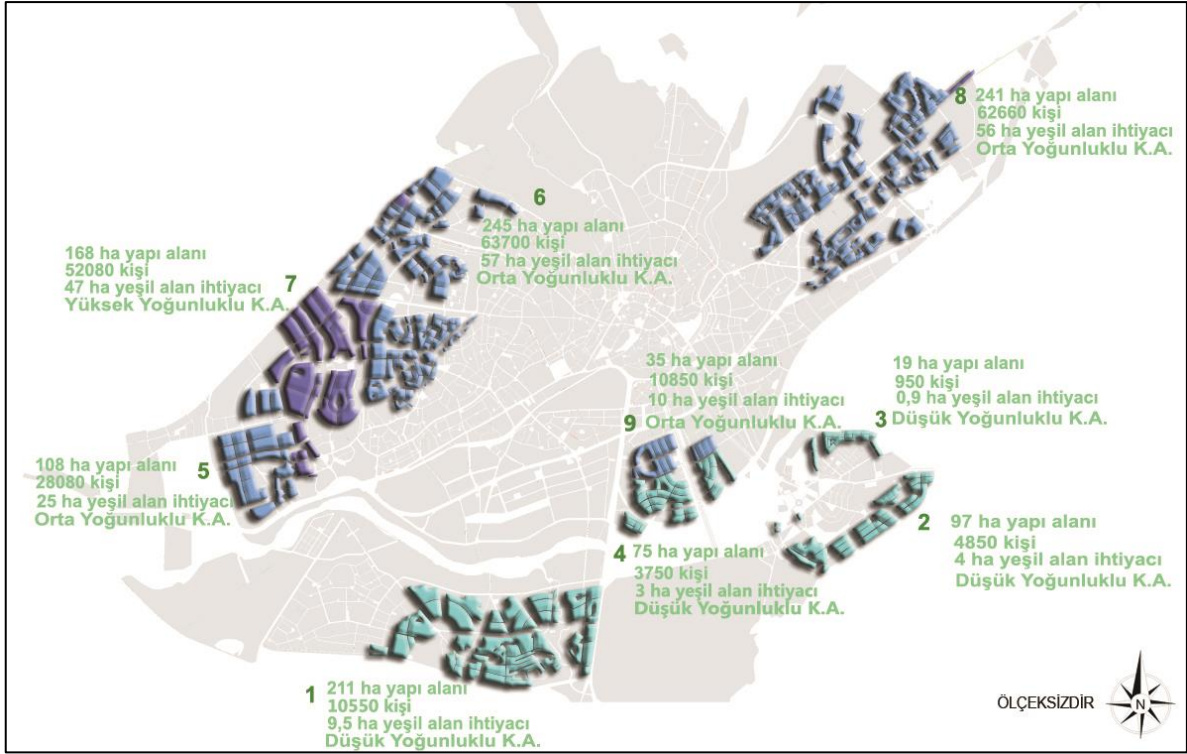 8 241 ha yapı alanı
62660 kişi
56 ha yeşil alan ihtiyacı
Orta Yoğunluklu K.A.
6
245 ha yapı alanı
63700 kişi
57 ha yeşil alan ihtiyacı
Orta Yoğunluklu K.A.
168 ha yapı alanı
52080 kişi
47 ha yeşil alan ihtiyacı
7
Yüksek Yoğunluklu K.A.
35 ha yapı alanı
10850 kişi
10 ha yeşil alan ihtiyacı
9 Orta Yoğunluklu K.A.
19 ha yapı alanı
950 kişi
0,9 ha yeşil alan ihtiyacı
3 Düşük Yoğunluklu K.A.
108 ha yapı alanı
5
28080 kişi
25 ha yeşil alan ihtiyacı
Orta Yoğunluklu K.A.
2 97 ha yapı alanı
4850 kişi
4 ha yeşil alan ihtiyacı
Düşük Yoğunluklu K.A.
4 75 ha yapı alanı
3750 kişi
3 ha yeşil alan ihtiyacı
Düşük Yoğunluklu K.A.
1 211 ha yapı alanı
10550 kişi
9,5 ha yeşil alan ihtiyacı
Düşük Yoğunluklu K.A.
ÖLÇEKSİZDİR
N